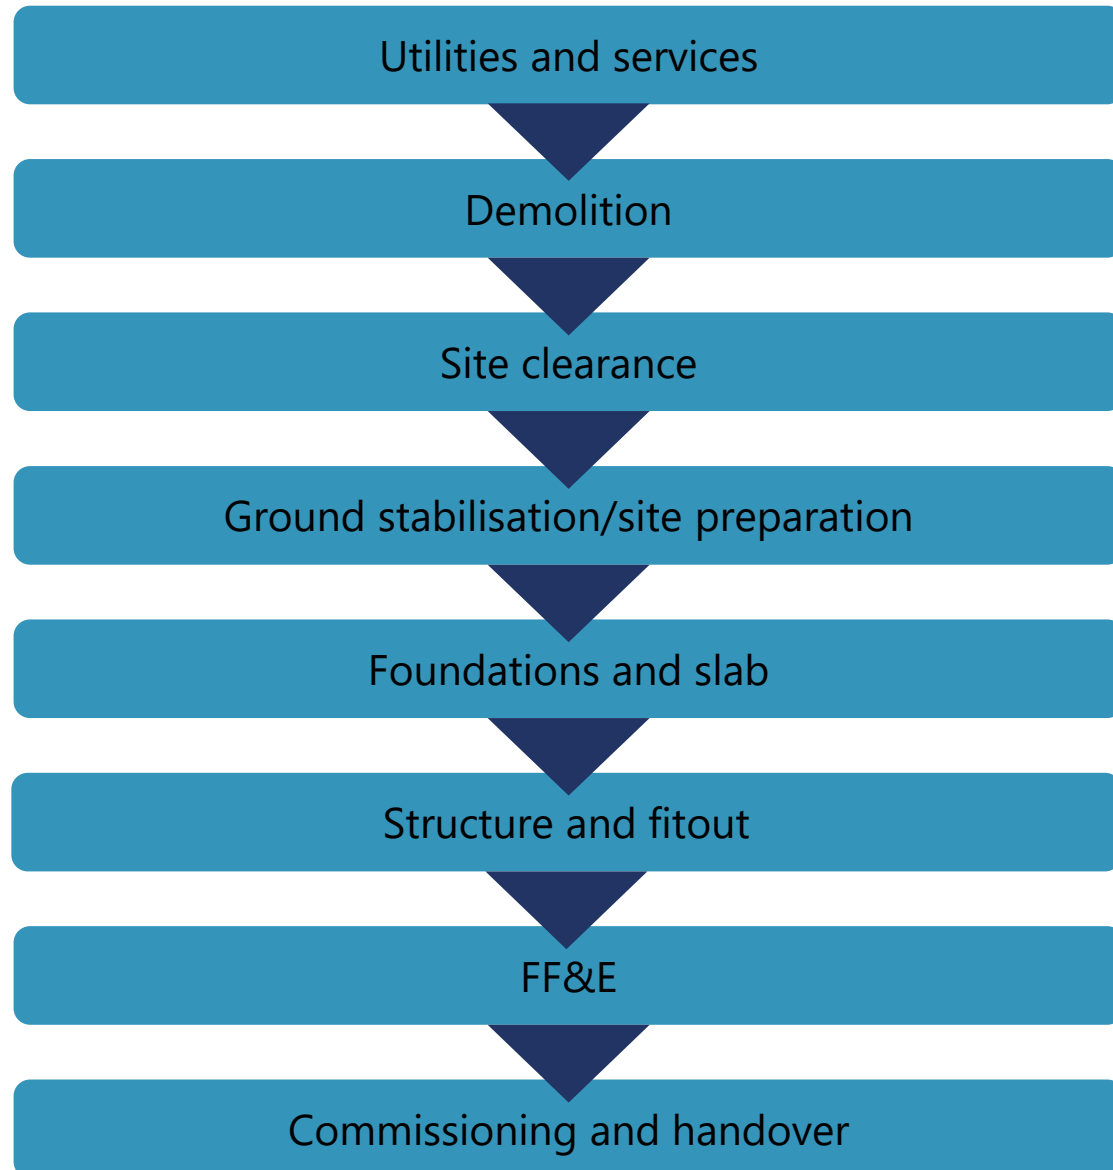 Utilities and services
Demolition
Site clearance
Ground stabilisation/site preparation
Foundations and slab
Structure and fitout
FF&E
Commissioning and handover